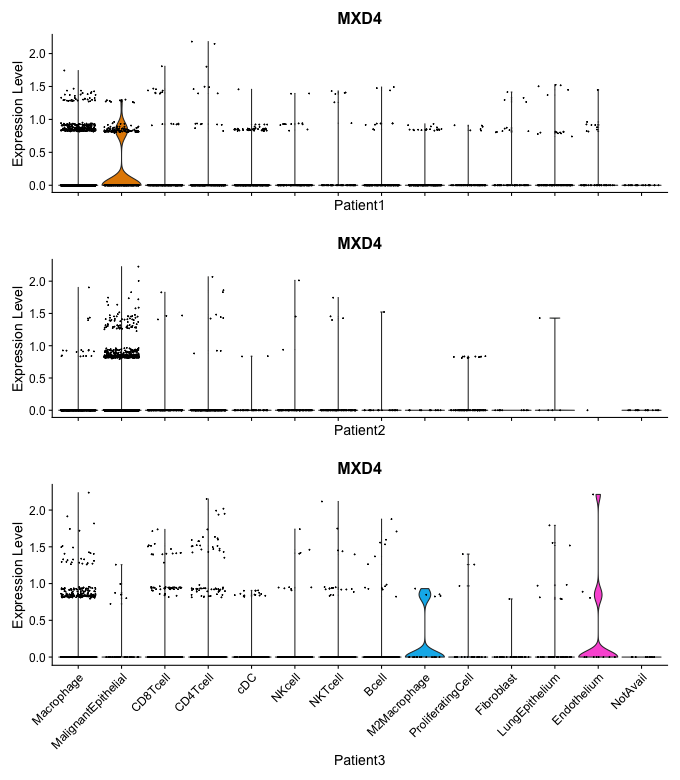 MXD4
Expression Level
2.0
1.5
1.0
0.5
0.0
Patient1
MXD4
Expression Level
2.0
1.5
1.0
0.5
0.0
Patient2
MXD4
Expression Level
2.0
1.5
1.0
0.5
0.0
Macrophage
MalignantEpithelial
CD8Tcell
CD4Tcell
cDC
NKcell
NKTcell
Bcell
M2Macrophage
ProliferatingCell
Fibroblast
LungEpithelium
Endothelium
NotAvail
Patient3